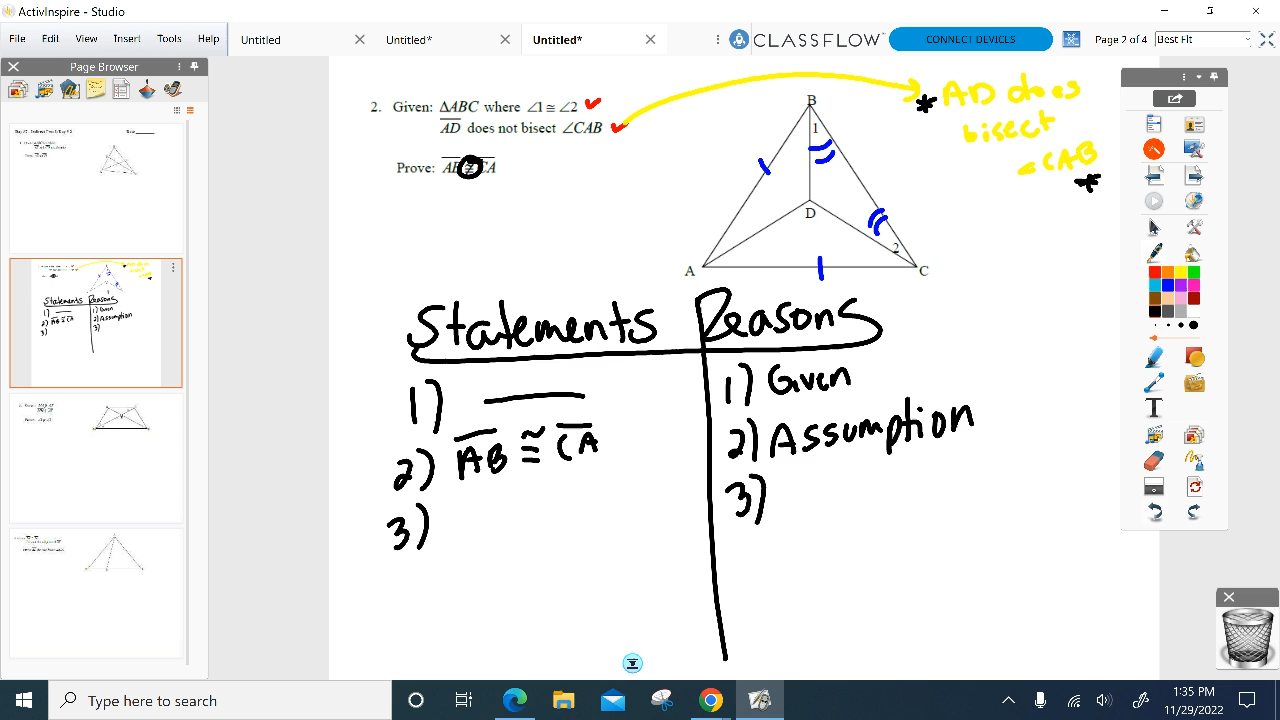 ActivInspire - Studio
File Edit View Insert Tools Help Untitled Untitled* Untitled* CLASSFLOW CONNECT DEVICES Page 2 of 4 Best Fit
Page Browser
2. Given: ΔABC where ∠1 ≅ ∠2
AD does not bisect ∠CAB
Prove: AB ≇ CA
B
1
D
2
A
C
* AD does
bisect
∠CAB
*
Statements Reasons
1) 1) Given
2) AB ≅ CA 2) Assumption
3) 3)
T
Type here to search
1:35 PM
11/29/2022